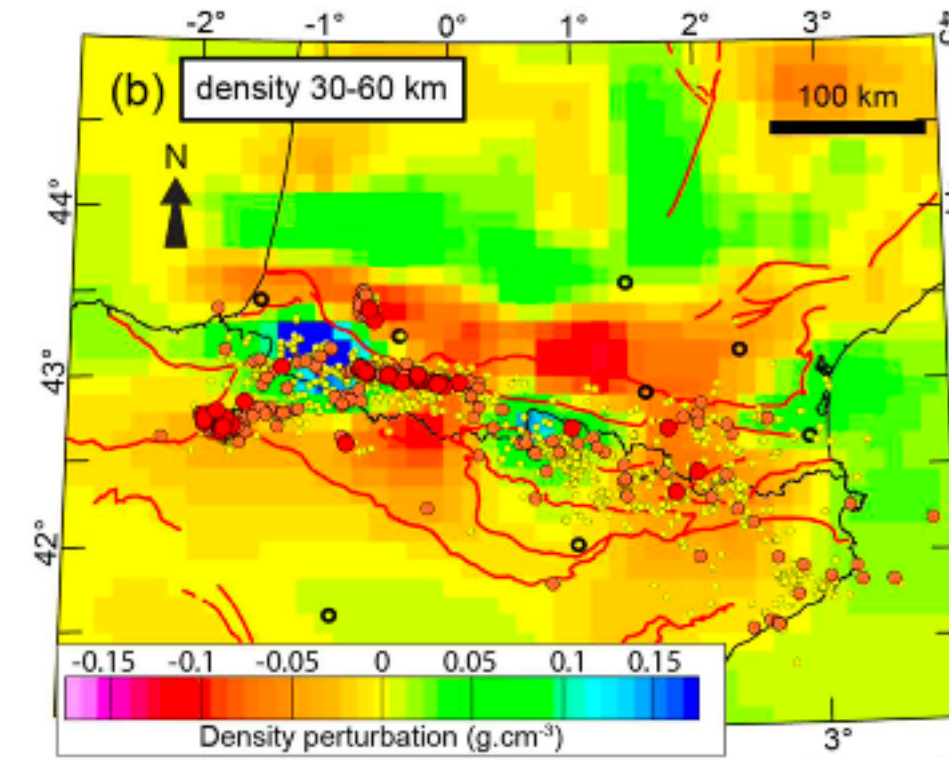 -2° -1° 0° 1° 2° 3°
(b) density 30-60 km
100 km
N
44°
43°
42°
-0.15 -0.1 -0.05 0 0.05 0.1 0.15
Density perturbation (g.cm-3)
3°